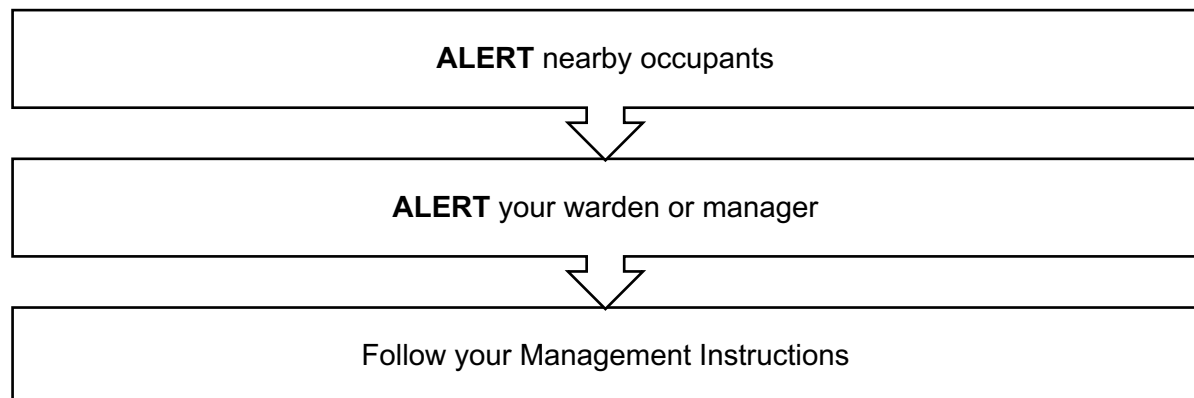 ALERT nearby occupants
ALERT your warden or manager
Follow your Management Instructions